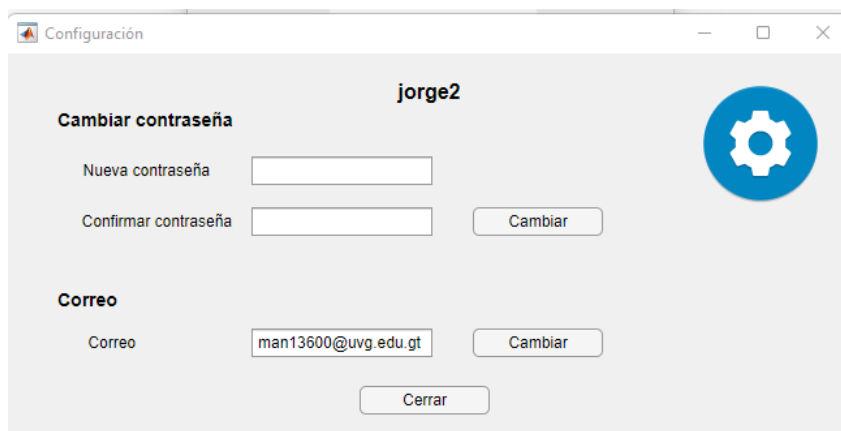 Configuración
jorge2
Cambiar contraseña
Nueva contraseña
Confirmar contraseña Cambiar
Correo
Correo man13600@uvg.edu.gt Cambiar
Cerrar